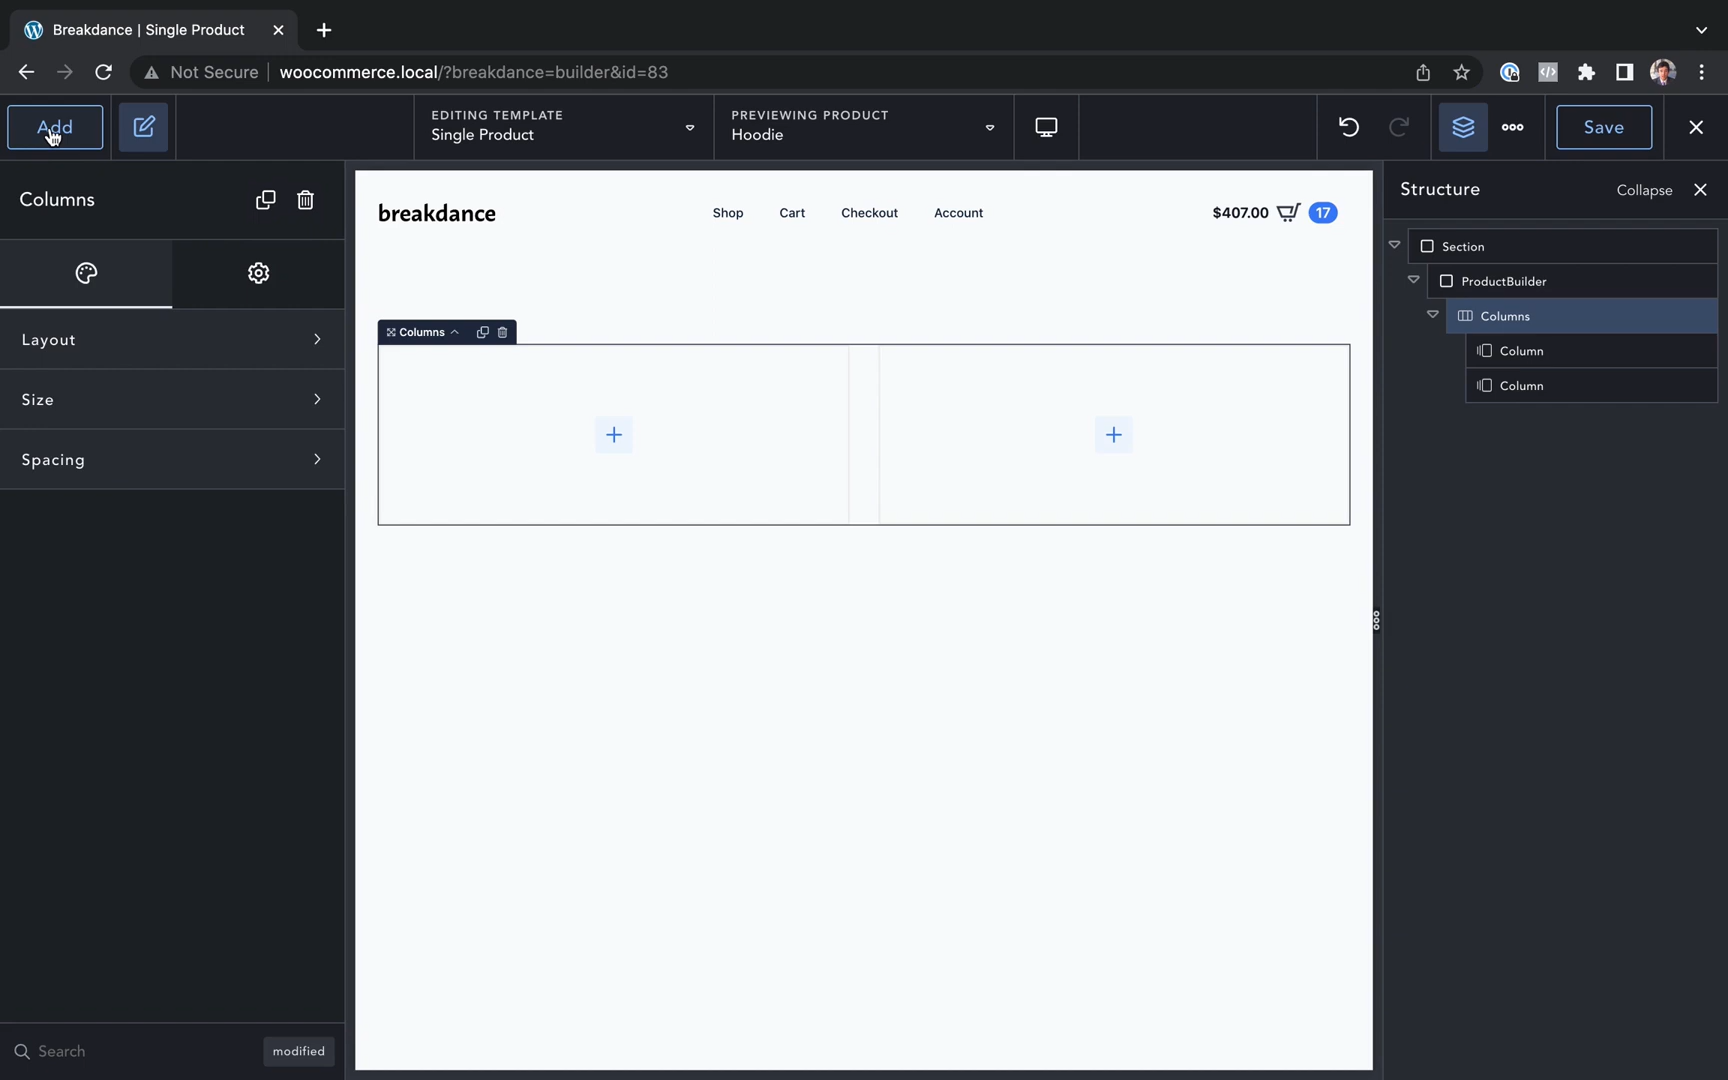 Breakdance | Single Product
Not Secure woocommerce.local/?breakdance=builder&id=83
Add
EDITING TEMPLATE
Single Product
PREVIEWING PRODUCT
Hoodie
Save
Columns
Layout
Size
Spacing
Search
modified
breakdance
Shop Cart Checkout Account
$407.00 17
Columns
Structure
Collapse
Section
ProductBuilder
Columns
Column
Column